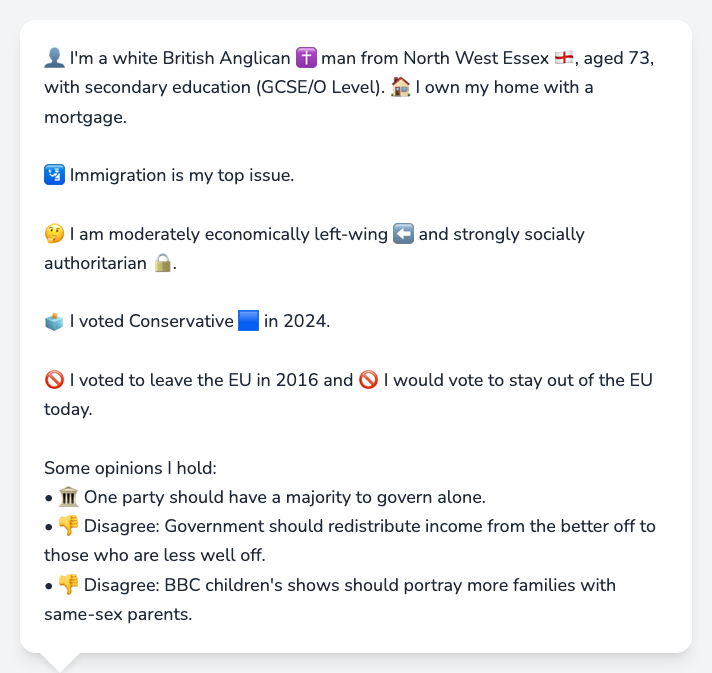 👤 I'm a white British Anglican ✝️ man from North West Essex 🏴󠁧󠁢󠁥󠁮󠁧󠁿, aged 73,
with secondary education (GCSE/O Level). 🏠 I own my home with a
mortgage.
🛂 Immigration is my top issue.
🤔 I am moderately economically left-wing ⬅️ and strongly socially
authoritarian 🔒.
🗳️ I voted Conservative 🟦 in 2024.
🚫 I voted to leave the EU in 2016 and 🚫 I would vote to stay out of the EU
today.
Some opinions I hold:
• 🏛️ One party should have a majority to govern alone.
• 👎 Disagree: Government should redistribute income from the better off to
those who are less well off.
• 👎 Disagree: BBC children's shows should portray more families with
same-sex parents.